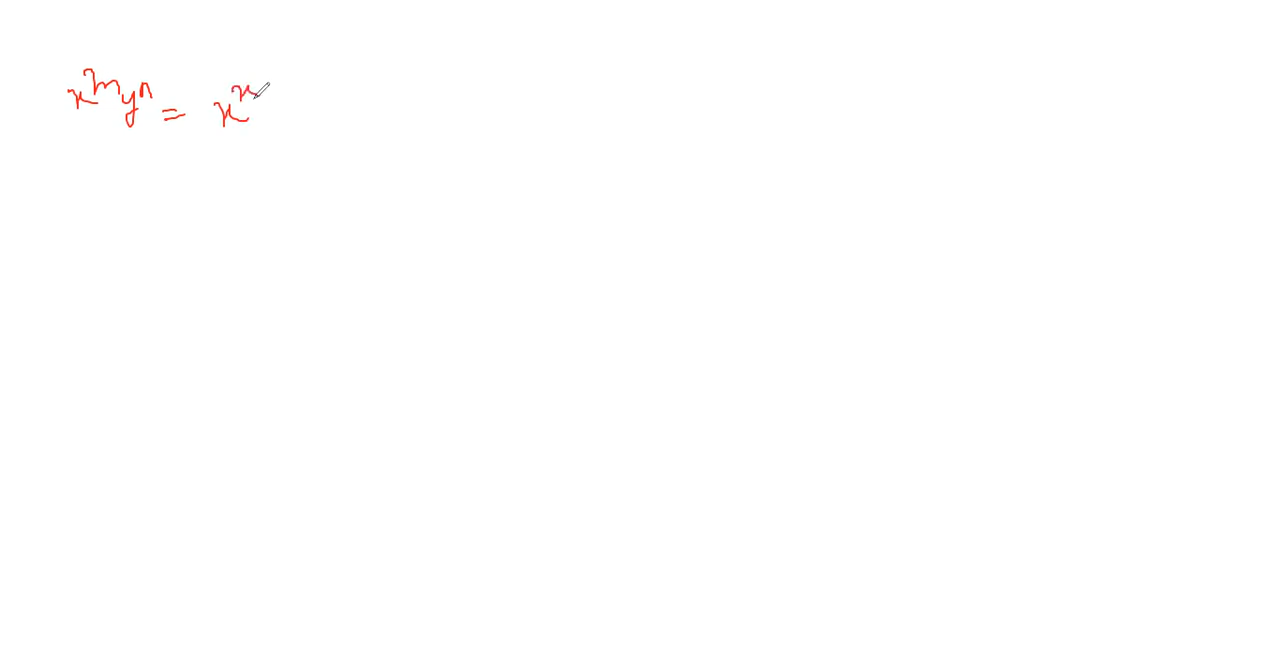 x^m y^n = x^x